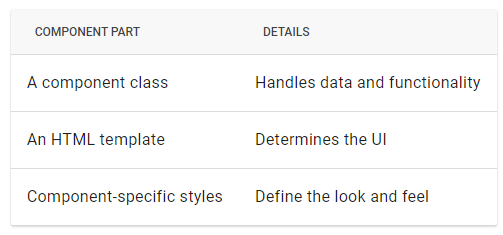 COMPONENT PART DETAILS
A component class Handles data and functionality
An HTML template Determines the UI
Component-specific styles Define the look and feel